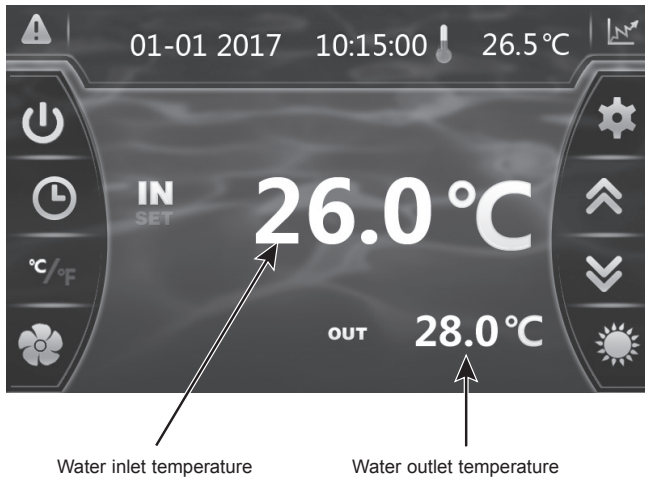 01-01 2017 10:15:00 26.5°C
IN
SET
26.0°C
°C/°F
OUT 28.0°C
Water inlet temperature
Water outlet temperature